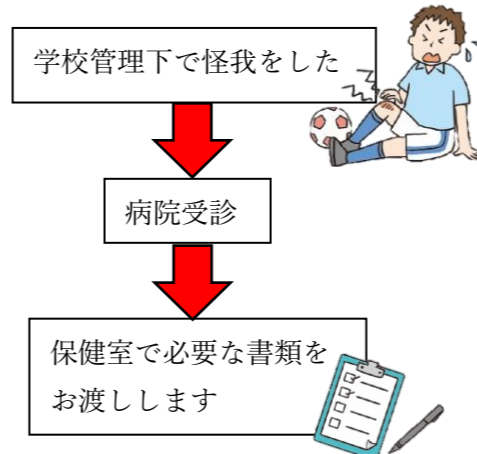 学校管理下で怪我をした
病院受診
保健室で必要な書類を
お渡しします